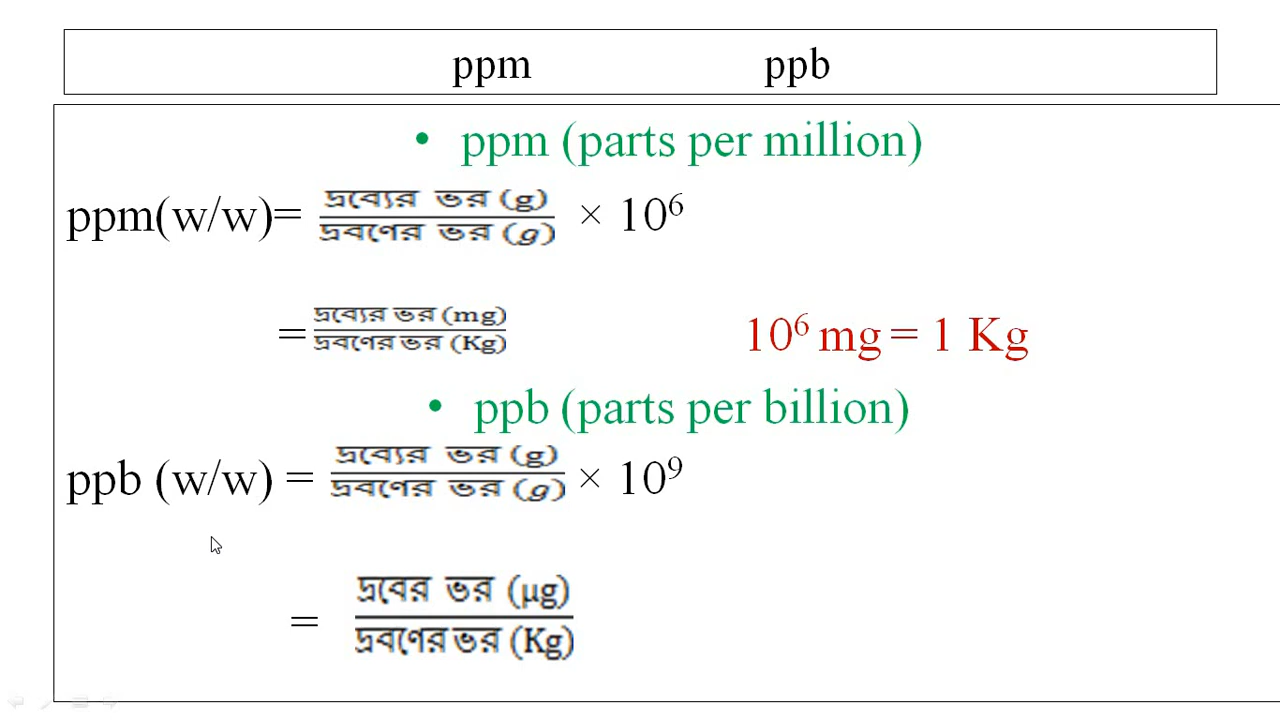 ppm ppb
• ppm (parts per million)
ppm(w/w)= দ্রব্যের ভর (g) / দ্রবণের ভর (g) × 10⁶
= দ্রব্যের ভর (mg) / দ্রবণের ভর (Kg) 10⁶ mg = 1 Kg
• ppb (parts per billion)
ppb (w/w) = দ্রব্যের ভর (g) / দ্রবণের ভর (g) × 10⁹
= দ্রবের ভর (µg) / দ্রবণের ভর (Kg)